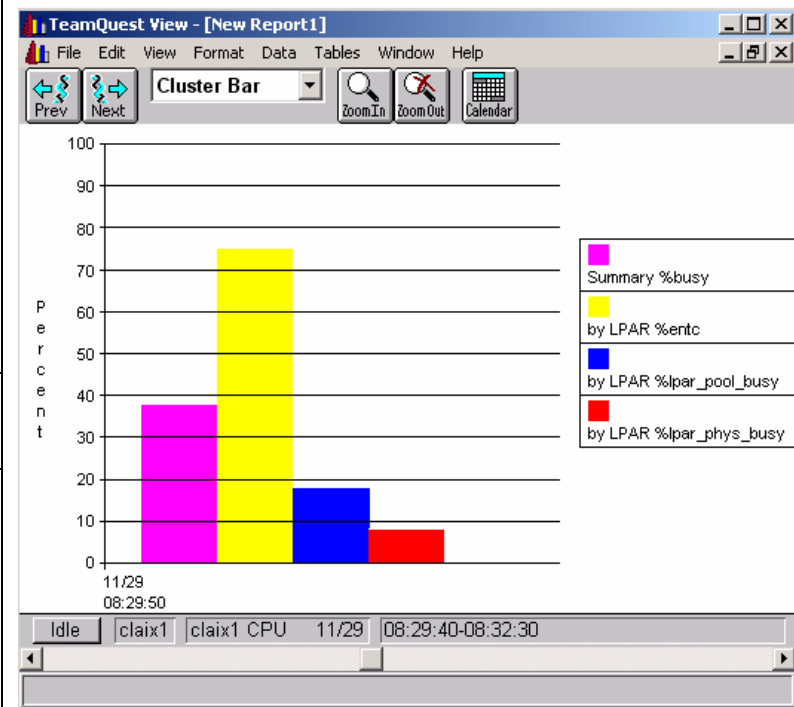 TeamQuest View - [New Report1]
File Edit View Format Data Tables Window Help
Prev Next Cluster Bar ZoomIn Zoom Out Calendar
100
90
80
70
60
50
40
30
20
10
0
Percent
11/29
08:29:50
Summary %busy
by LPAR %entc
by LPAR %lpar_pool_busy
by LPAR %lpar_phys_busy
Idle claix1 claix1 CPU 11/29 08:29:40-08:32:30